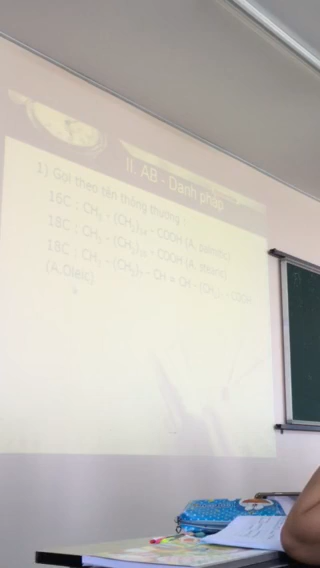 II. AB - Danh pháp
1) Gọi theo tên thông thường :
16C : CH₃ - (CH₂)₁₄ - COOH (A. palmitic)
18C : CH₃ - (CH₂)₁₆ - COOH (A. stearic)
18C : CH₃ - (CH₂)₇ - CH = CH - (CH₂)₇ - COOH
(A.Oleic)